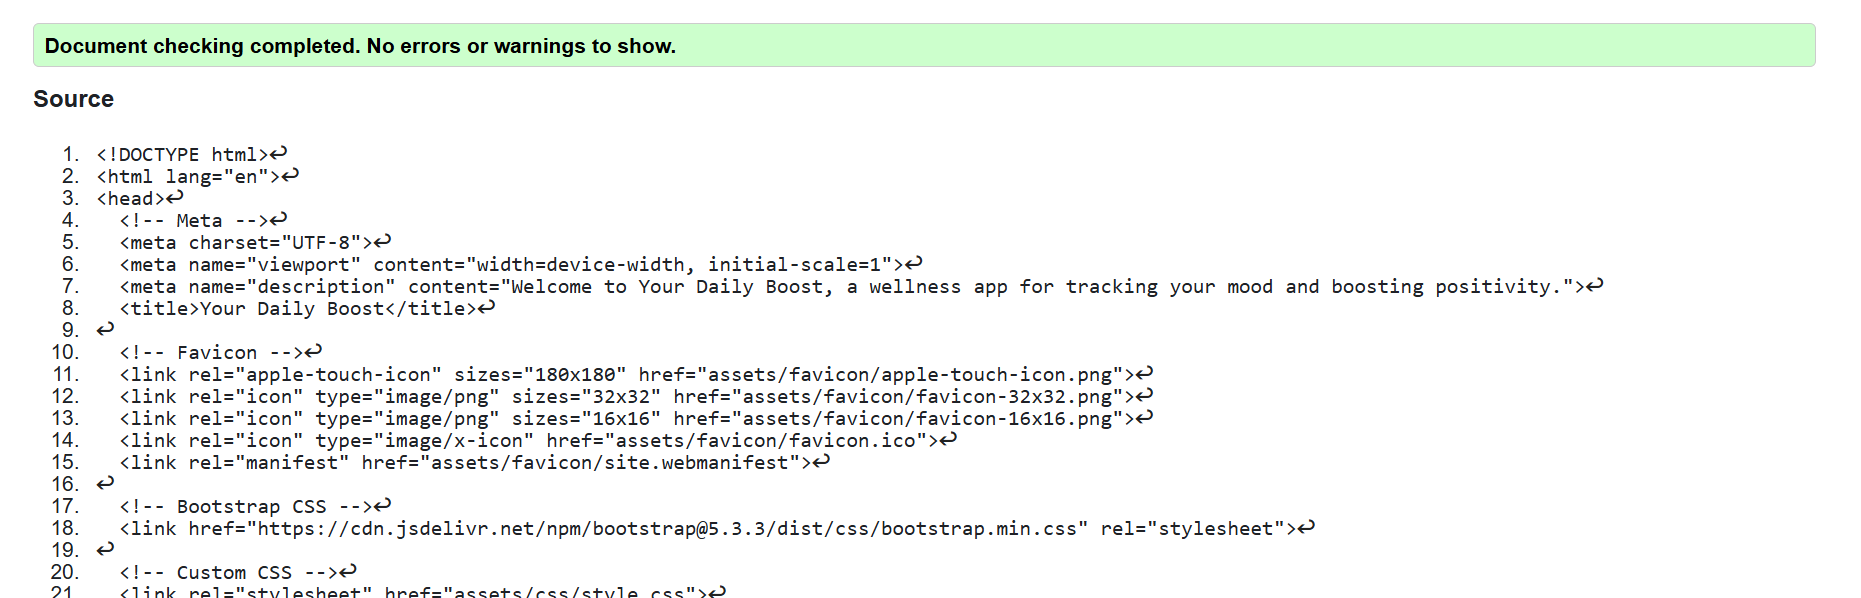 Document checking completed. No errors or warnings to show.
Source
1. <!DOCTYPE html>↩
2. <html lang="en">↩
3. <head>↩
4. <!-- Meta -->↩
5. <meta charset="UTF-8">↩
6. <meta name="viewport" content="width=device-width, initial-scale=1">↩
7. <meta name="description" content="Welcome to Your Daily Boost, a wellness app for tracking your mood and boosting positivity.">↩
8. <title>Your Daily Boost</title>↩
9. ↩
10. <!-- Favicon -->↩
11. <link rel="apple-touch-icon" sizes="180x180" href="assets/favicon/apple-touch-icon.png">↩
12. <link rel="icon" type="image/png" sizes="32x32" href="assets/favicon/favicon-32x32.png">↩
13. <link rel="icon" type="image/png" sizes="16x16" href="assets/favicon/favicon-16x16.png">↩
14. <link rel="icon" type="image/x-icon" href="assets/favicon/favicon.ico">↩
15. <link rel="manifest" href="assets/favicon/site.webmanifest">↩
16. ↩
17. <!-- Bootstrap CSS -->↩
18. <link href="https://cdn.jsdelivr.net/npm/bootstrap@5.3.3/dist/css/bootstrap.min.css" rel="stylesheet">↩
19. ↩
20. <!-- Custom CSS -->↩
21. <link rel="stylesheet" href="assets/css/style.css">↩